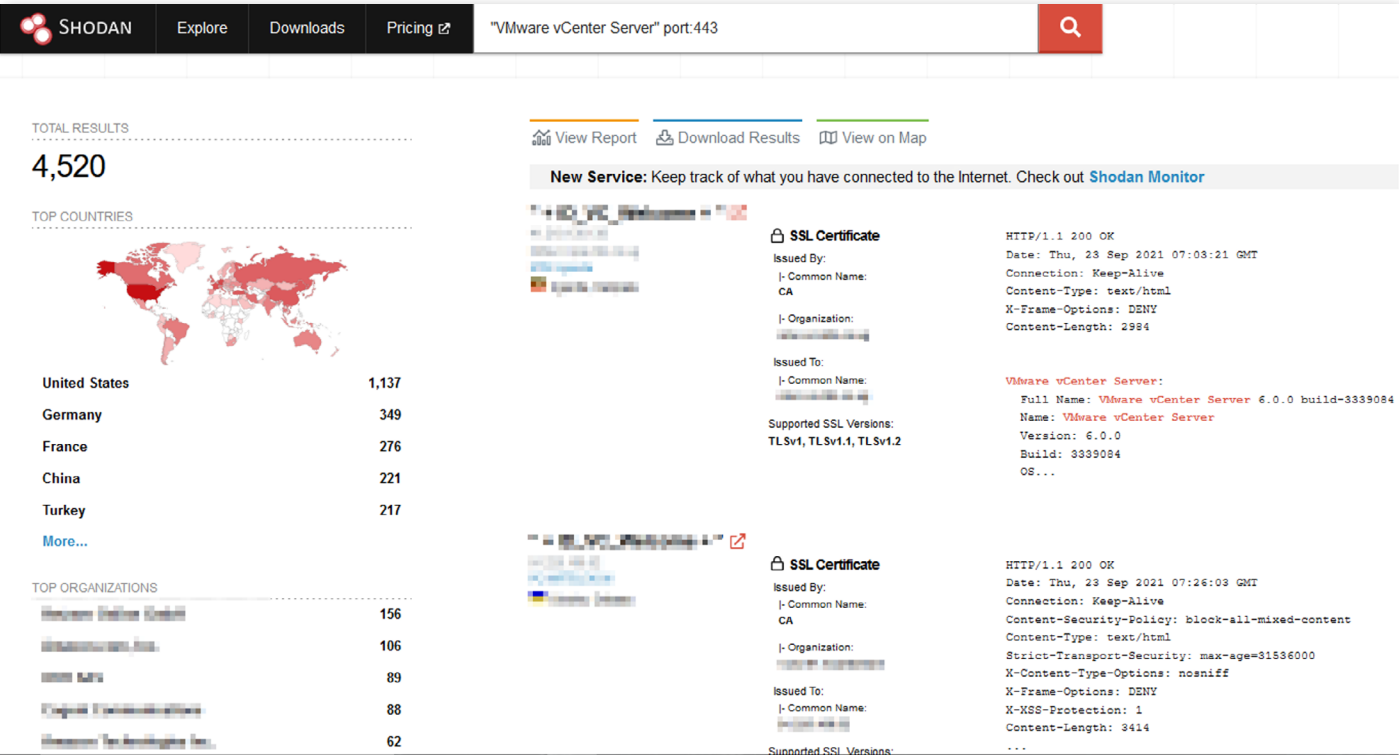 SHODAN
Explore
Downloads
Pricing
"VMware vCenter Server" port:443
TOTAL RESULTS
4,520
TOP COUNTRIES
United States 1,137
Germany 349
France 276
China 221
Turkey 217
More...
TOP ORGANIZATIONS
156
106
89
88
62
View Report
Download Results
View on Map
New Service: Keep track of what you have connected to the Internet. Check out Shodan Monitor
SSL Certificate
Issued By:
|- Common Name:
CA
|- Organization:
Issued To:
|- Common Name:
Supported SSL Versions:
TLSv1, TLSv1.1, TLSv1.2
HTTP/1.1 200 OK
Date: Thu, 23 Sep 2021 07:03:21 GMT
Connection: Keep-Alive
Content-Type: text/html
X-Frame-Options: DENY
Content-Length: 2984
VMware vCenter Server:
Full Name: VMware vCenter Server 6.0.0 build-3339084
Name: VMware vCenter Server
Version: 6.0.0
Build: 3339084
OS...
SSL Certificate
Issued By:
|- Common Name:
CA
|- Organization:
Issued To:
|- Common Name:
Supported SSL Versions:
HTTP/1.1 200 OK
Date: Thu, 23 Sep 2021 07:26:03 GMT
Connection: Keep-Alive
Content-Security-Policy: block-all-mixed-content
Content-Type: text/html
Strict-Transport-Security: max-age=31536000
X-Content-Type-Options: nosniff
X-Frame-Options: DENY
X-XSS-Protection: 1
Content-Length: 3414
...